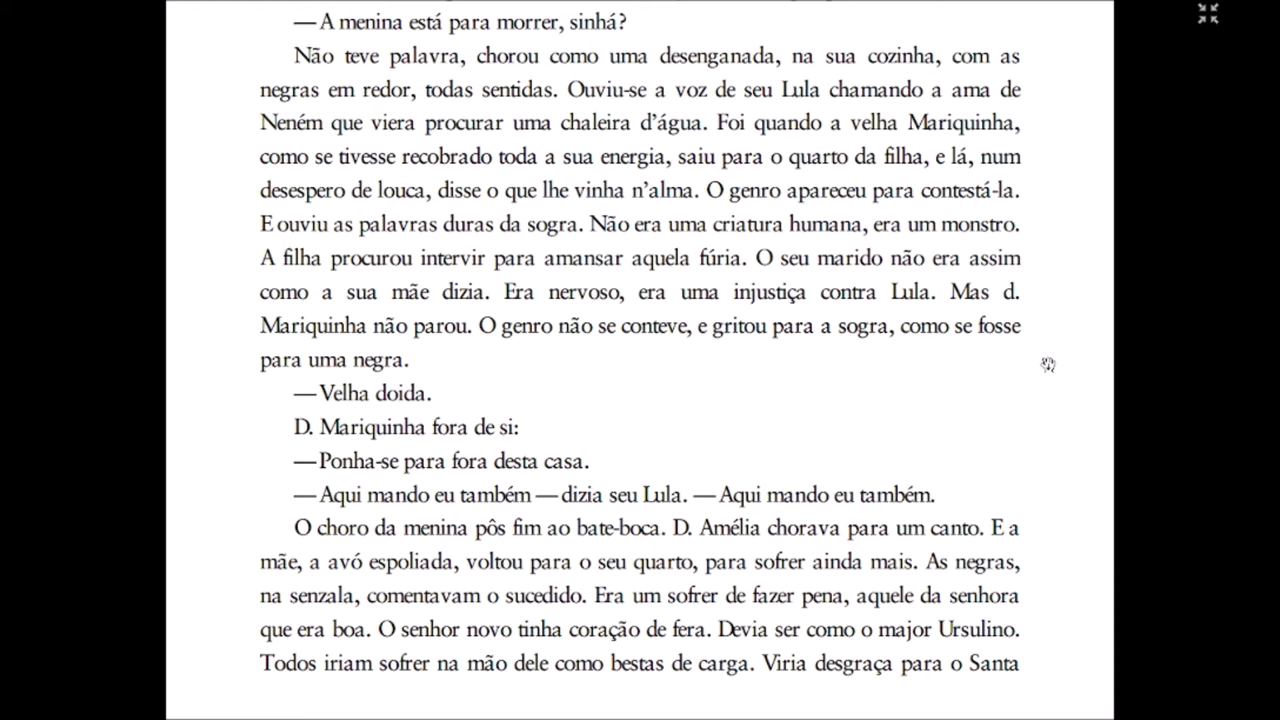 — A menina está para morrer, sinhá?
Não teve palavra, chorou como uma desenganada, na sua cozinha, com as
negras em redor, todas sentidas. Ouviu-se a voz de seu Lula chamando a ama de
Neném que viera procurar uma chaleira d’água. Foi quando a velha Mariquinha,
como se tivesse recobrado toda a sua energia, saiu para o quarto da filha, e lá, num
desespero de louca, disse o que lhe vinha n’alma. O genro apareceu para contestá-la.
E ouviu as palavras duras da sogra. Não era uma criatura humana, era um monstro.
A filha procurou intervir para amansar aquela fúria. O seu marido não era assim
como a sua mãe dizia. Era nervoso, era uma injustiça contra Lula. Mas d.
Mariquinha não parou. O genro não se conteve, e gritou para a sogra, como se fosse
para uma negra.
— Velha doida.
D. Mariquinha fora de si:
— Ponha-se para fora desta casa.
— Aqui mando eu também — dizia seu Lula. — Aqui mando eu também.
O choro da menina pôs fim ao bate-boca. D. Amélia chorava para um canto. E a
mãe, a avó espoliada, voltou para o seu quarto, para sofrer ainda mais. As negras,
na senzala, comentavam o sucedido. Era um sofrer de fazer pena, aquele da senhora
que era boa. O senhor novo tinha coração de fera. Devia ser como o major Ursulino.
Todos iriam sofrer na mão dele como bestas de carga. Viria desgraça para o Santa